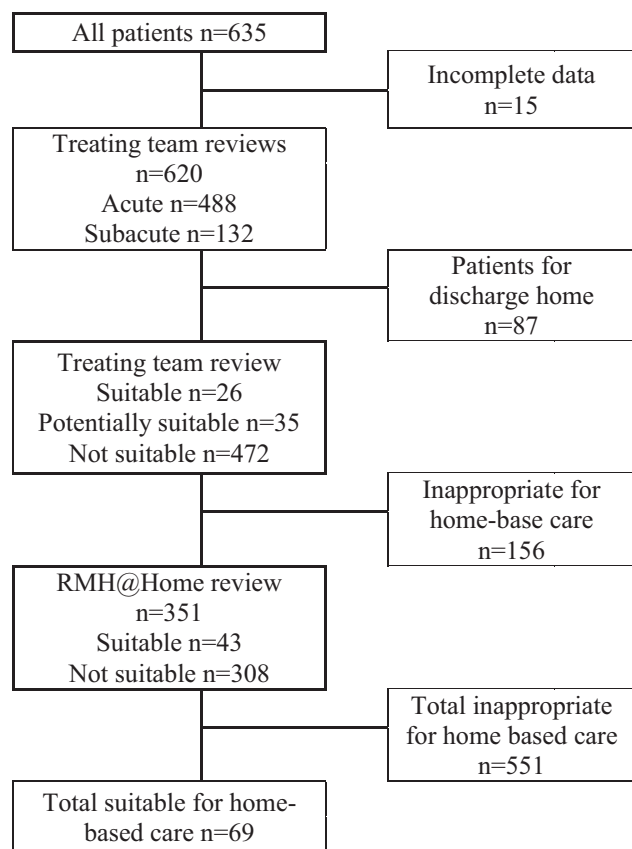 All patients n=635
Incomplete data
n=15
Treating team reviews
n=620
Acute n=488
Subacute n=132
Patients for
discharge home
n=87
Treating team review
Suitable n=26
Potentially suitable n=35
Not suitable n=472
Inappropriate for
home-base care
n=156
RMH@Home review
n=351
Suitable n=43
Not suitable n=308
Total inappropriate
for home based care
n=551
Total suitable for home-
based care n=69